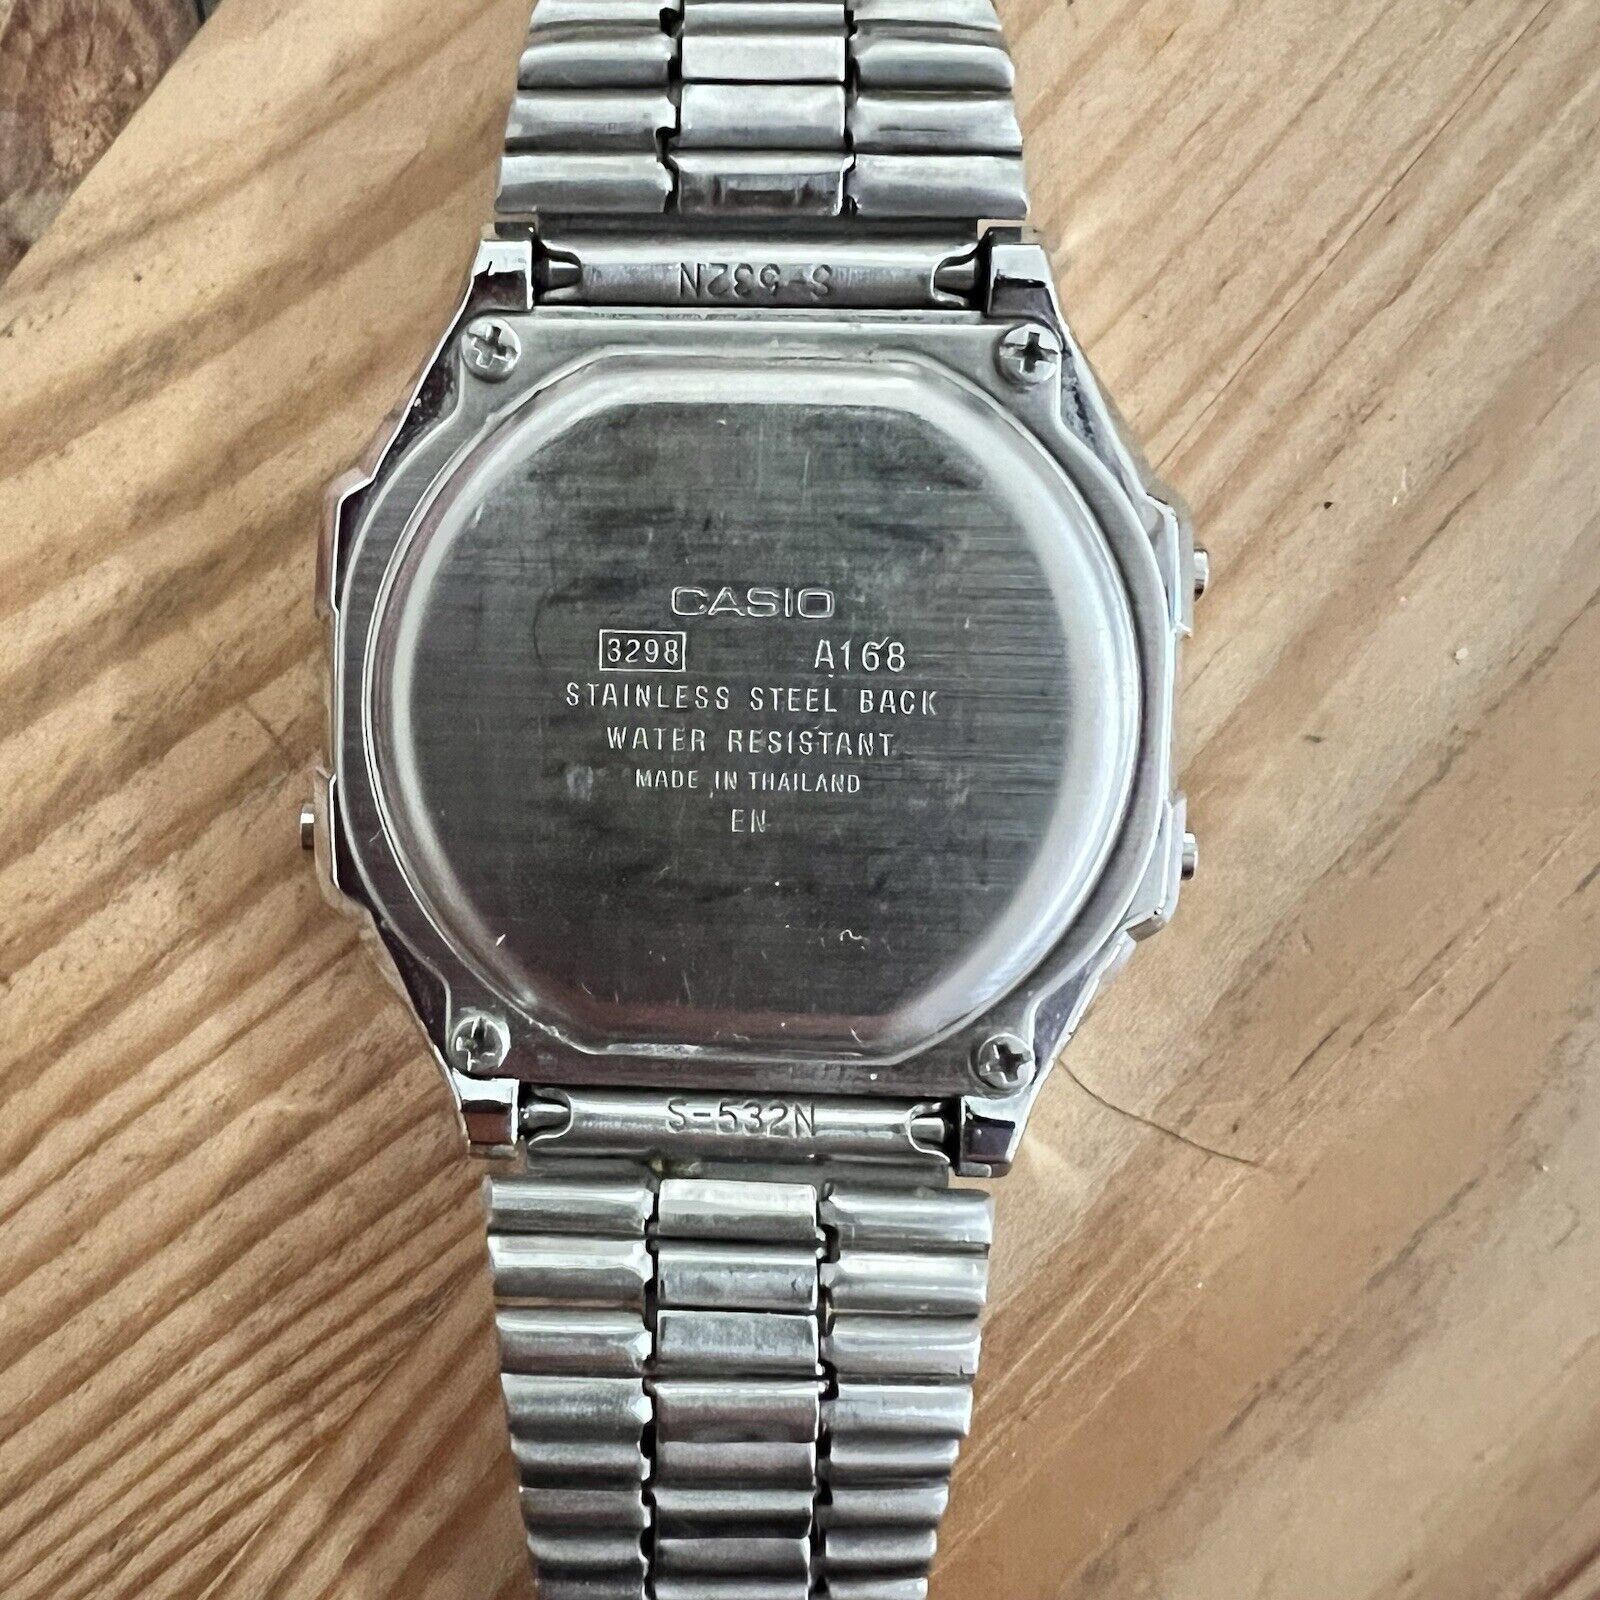 S-532N
CASIO
3298 A168
STAINLESS STEEL BACK
WATER RESISTANT
MADE IN THAILAND
EN
S-532N